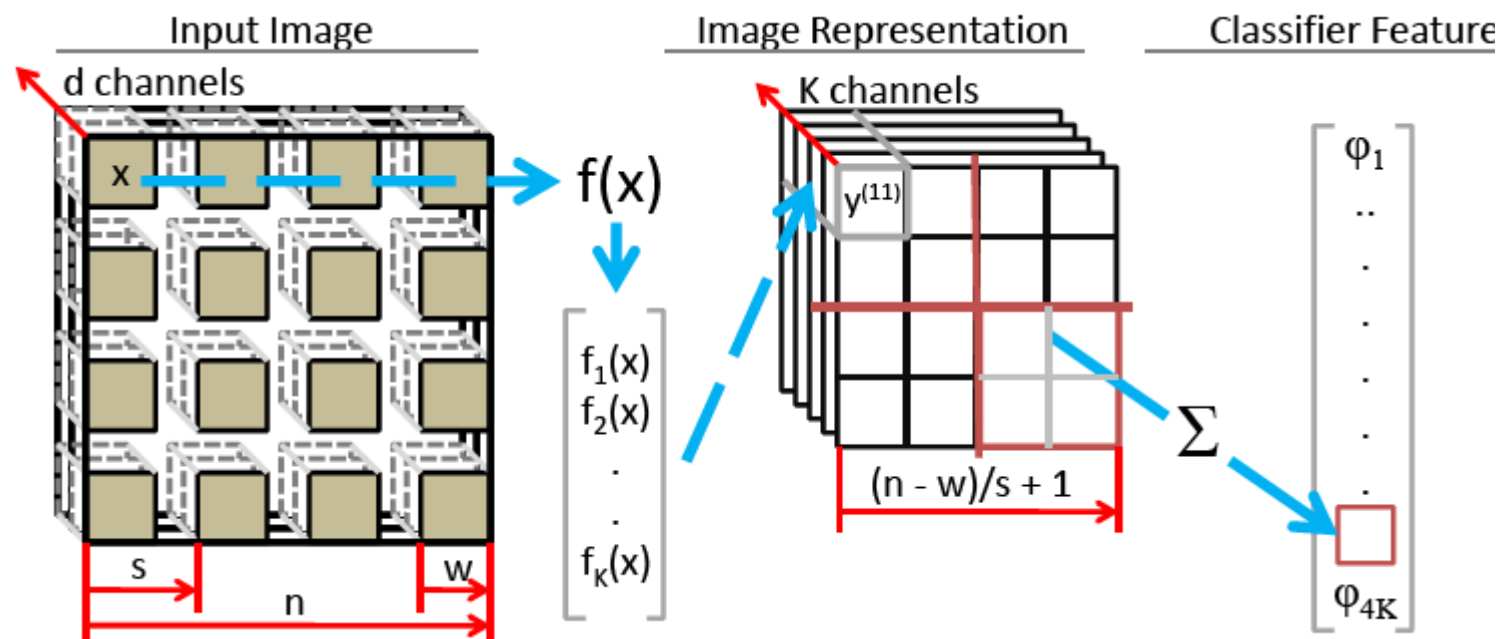 Input Image
Image Representation
Classifier Feature
d channels
K channels
x
f(x)
y(11)
φ1
..
.
.
.
.
.
f1(x)
f2(x)
.
.
fK(x)
Σ
(n - w)/s + 1
s
w
n
φ4K